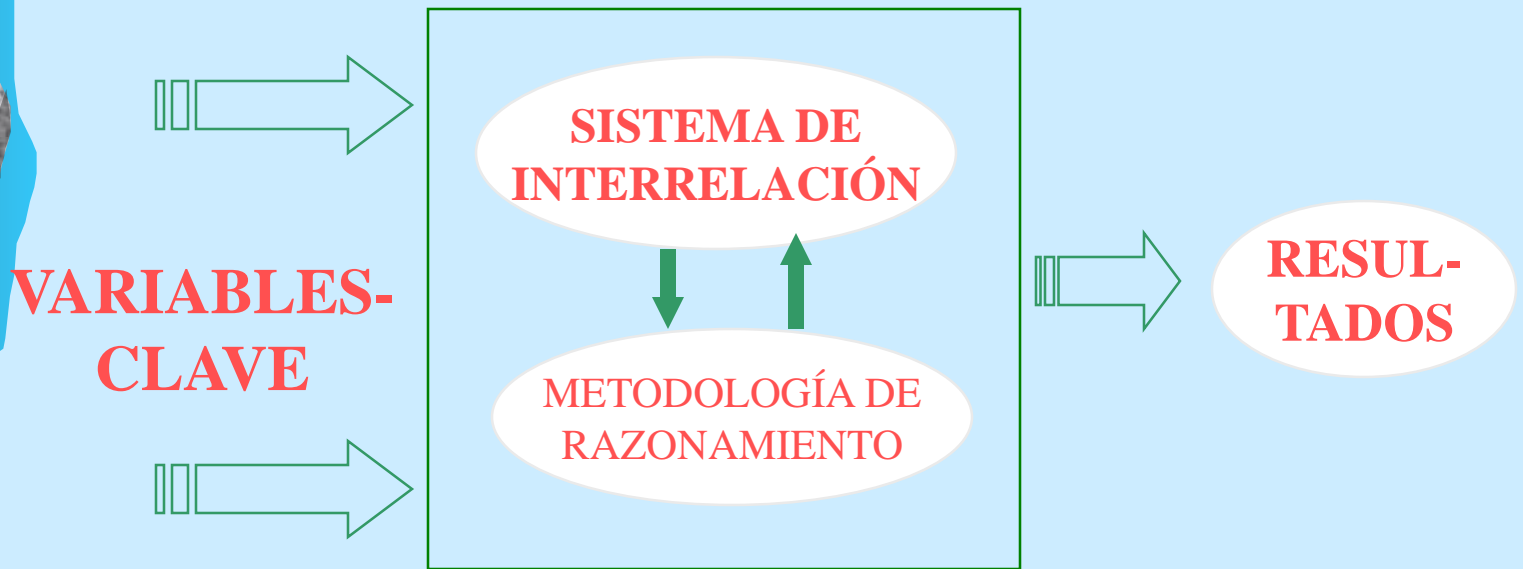 VARIABLES-
CLAVE
SISTEMA DE
INTERRELACIÓN
METODOLOGÍA DE
RAZONAMIENTO
RESUL-
TADOS